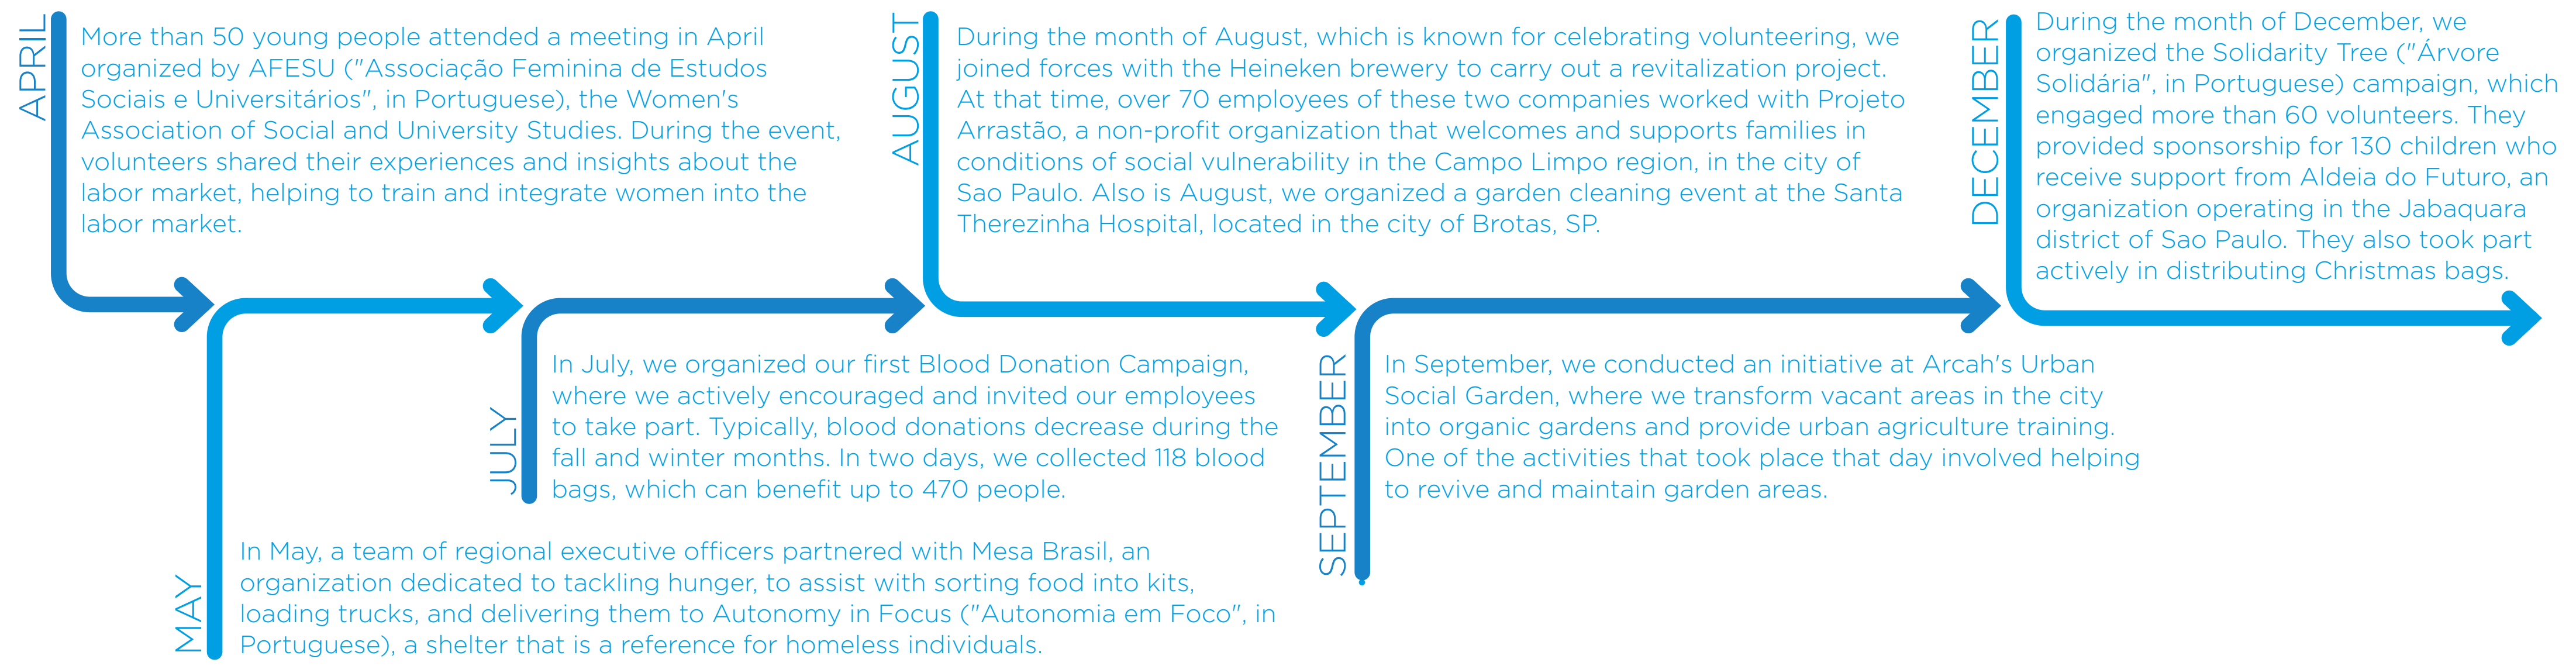 APRIL
More than 50 young people attended a meeting in April
organized by AFESU ("Associação Feminina de Estudos
Sociais e Universitários", in Portuguese), the Women's
Association of Social and University Studies. During the event,
volunteers shared their experiences and insights about the
labor market, helping to train and integrate women into the
labor market.
MAY
In May, a team of regional executive officers partnered with Mesa Brasil, an
organization dedicated to tackling hunger, to assist with sorting food into kits,
loading trucks, and delivering them to Autonomy in Focus ("Autonomia em Foco", in
Portuguese), a shelter that is a reference for homeless individuals.
JULY
In July, we organized our first Blood Donation Campaign,
where we actively encouraged and invited our employees
to take part. Typically, blood donations decrease during the
fall and winter months. In two days, we collected 118 blood
bags, which can benefit up to 470 people.
AUGUST
During the month of August, which is known for celebrating volunteering, we
joined forces with the Heineken brewery to carry out a revitalization project.
At that time, over 70 employees of these two companies worked with Projeto
Arrastão, a non-profit organization that welcomes and supports families in
conditions of social vulnerability in the Campo Limpo region, in the city of
Sao Paulo. Also is August, we organized a garden cleaning event at the Santa
Therezinha Hospital, located in the city of Brotas, SP.
SEPTEMBER
In September, we conducted an initiative at Arcah's Urban
Social Garden, where we transform vacant areas in the city
into organic gardens and provide urban agriculture training.
One of the activities that took place that day involved helping
to revive and maintain garden areas.
DECEMBER
During the month of December, we
organized the Solidarity Tree ("Árvore
Solidária", in Portuguese) campaign, which
engaged more than 60 volunteers. They
provided sponsorship for 130 children who
receive support from Aldeia do Futuro, an
organization operating in the Jabaquara
district of Sao Paulo. They also took part
actively in distributing Christmas bags.